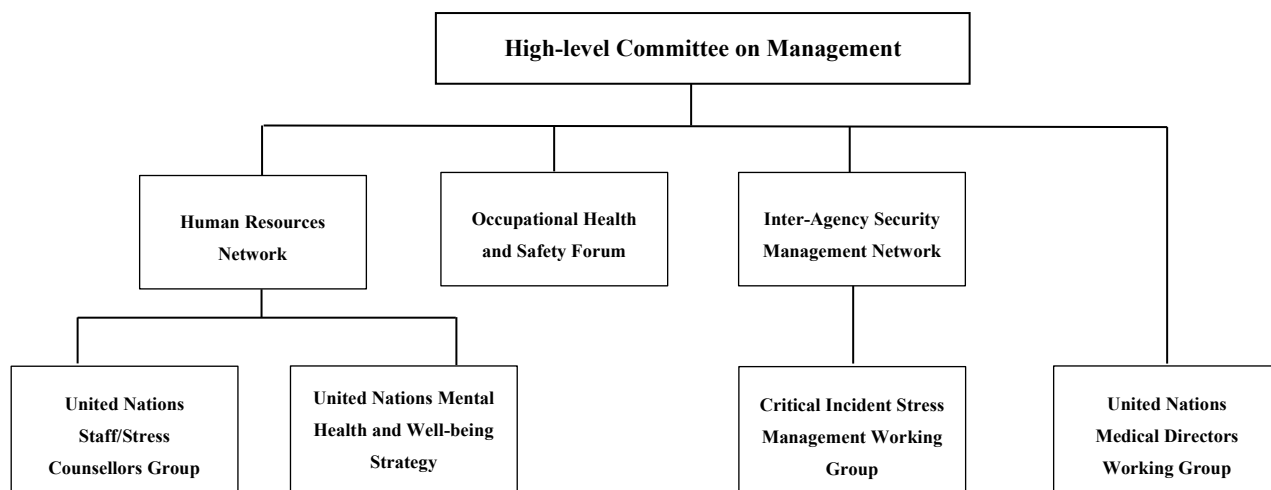 High-level Committee on Management
Human Resources
Network
Occupational Health
and Safety Forum
Inter-Agency Security
Management Network
United Nations
Staff/Stress
Counsellors Group
United Nations Mental
Health and Well-being
Strategy
Critical Incident Stress
Management Working
Group
United Nations
Medical Directors
Working Group